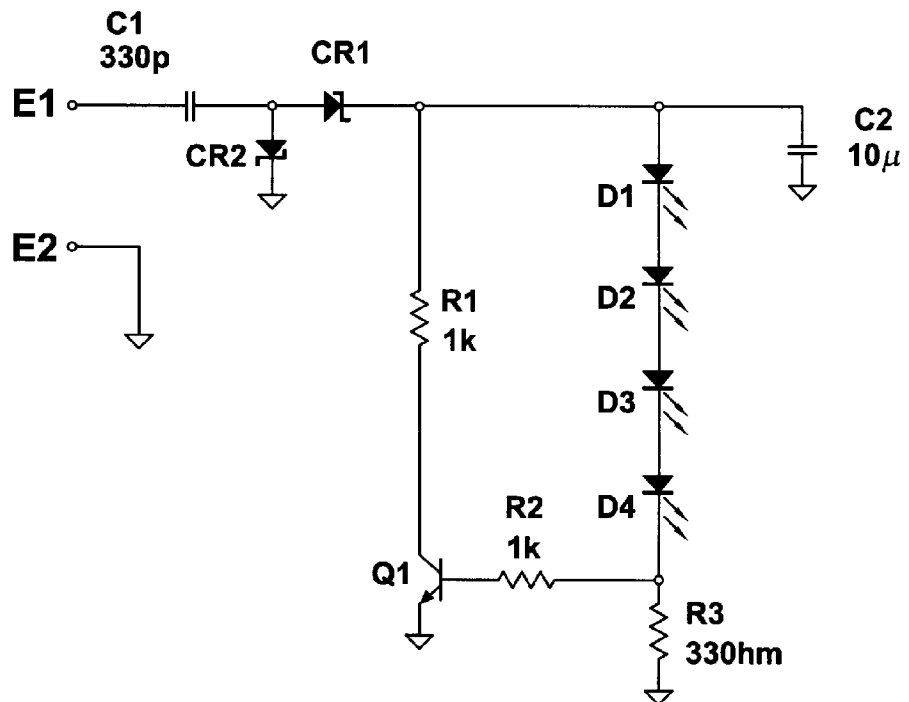 C1
330p
CR1
E1
C2
10μ
CR2
D1
E2
D2
R1
1k
D3
D4
R2
1k
Q1
R3
330hm